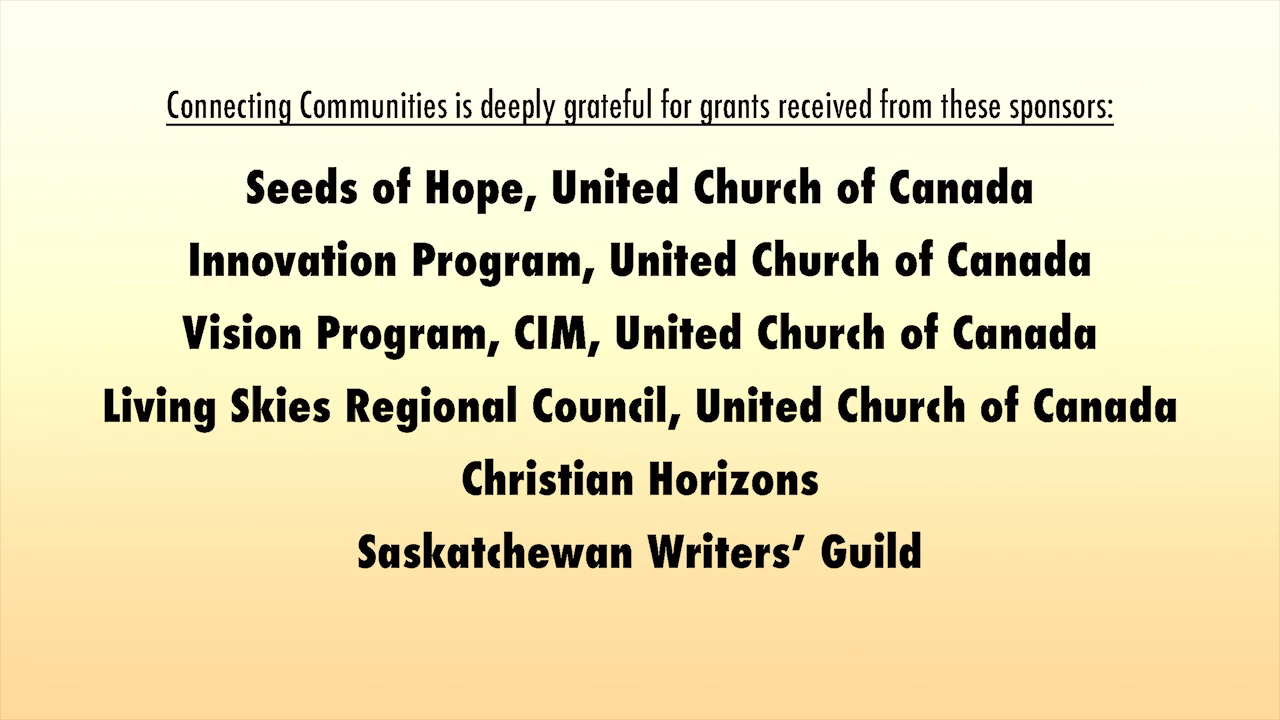 Connecting Communities is deeply grateful for grants received from these sponsors:
Seeds of Hope, United Church of Canada
Innovation Program, United Church of Canada
Vision Program, CIM, United Church of Canada
Living Skies Regional Council, United Church of Canada
Christian Horizons
Saskatchewan Writers’ Guild